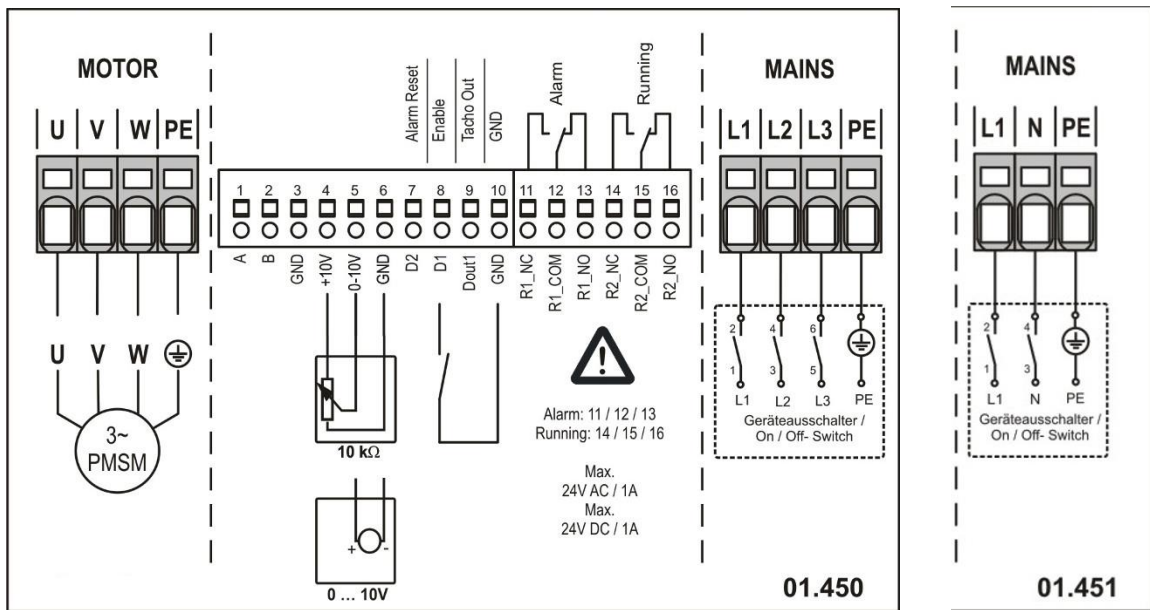 MOTOR
U V W PE
U V W
3~
PMSM
Alarm Reset
Enable
Tacho Out
GND
Alarm
Running
1 2 3 4 5 6 7 8 9 10 11 12 13 14 15 16
A
B
GND
+10V
0-10V
GND
D2
D1
Dout1
GND
R1_NC
R1_COM
R1_NO
R2_NC
R2_COM
R2_NO
10 kΩ
+ -
0 ... 10V
!
Alarm: 11 / 12 / 13
Running: 14 / 15 / 16
Max.
24V AC / 1A
Max.
24V DC / 1A
MAINS
L1 L2 L3 PE
2 4 6
1 3 5
L1 L2 L3 PE
Geräteausschalter /
On / Off- Switch
01.450
MAINS
L1 N PE
2 4
1 3
L1 N PE
Geräteausschalter /
On / Off- Switch
01.451